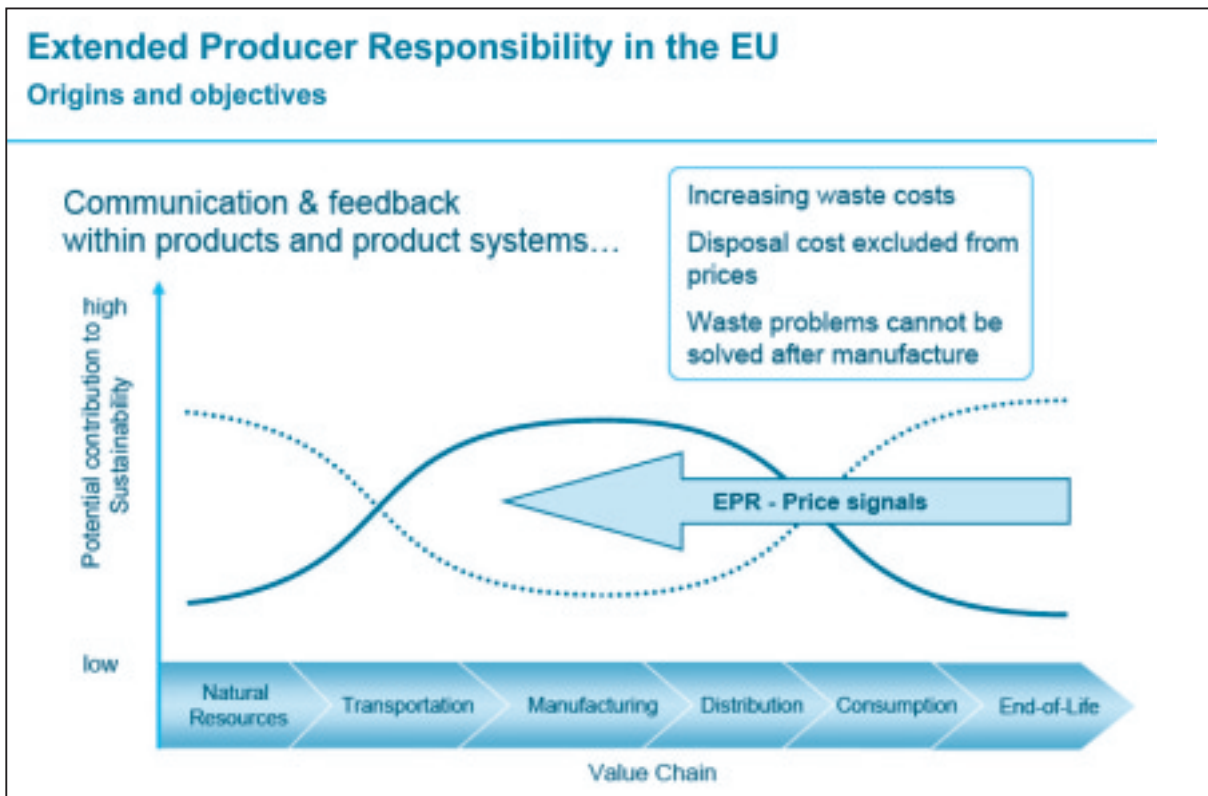 Extended Producer Responsibility in the EU
Origins and objectives
Communication & feedback
within products and product systems…
Increasing waste costs
Disposal cost excluded from
prices
Waste problems cannot be
solved after manufacture
high
Potential contribution to
Sustainability
low
EPR - Price signals
Natural
Resources
Transportation
Manufacturing
Distribution
Consumption
End-of-Life
Value Chain